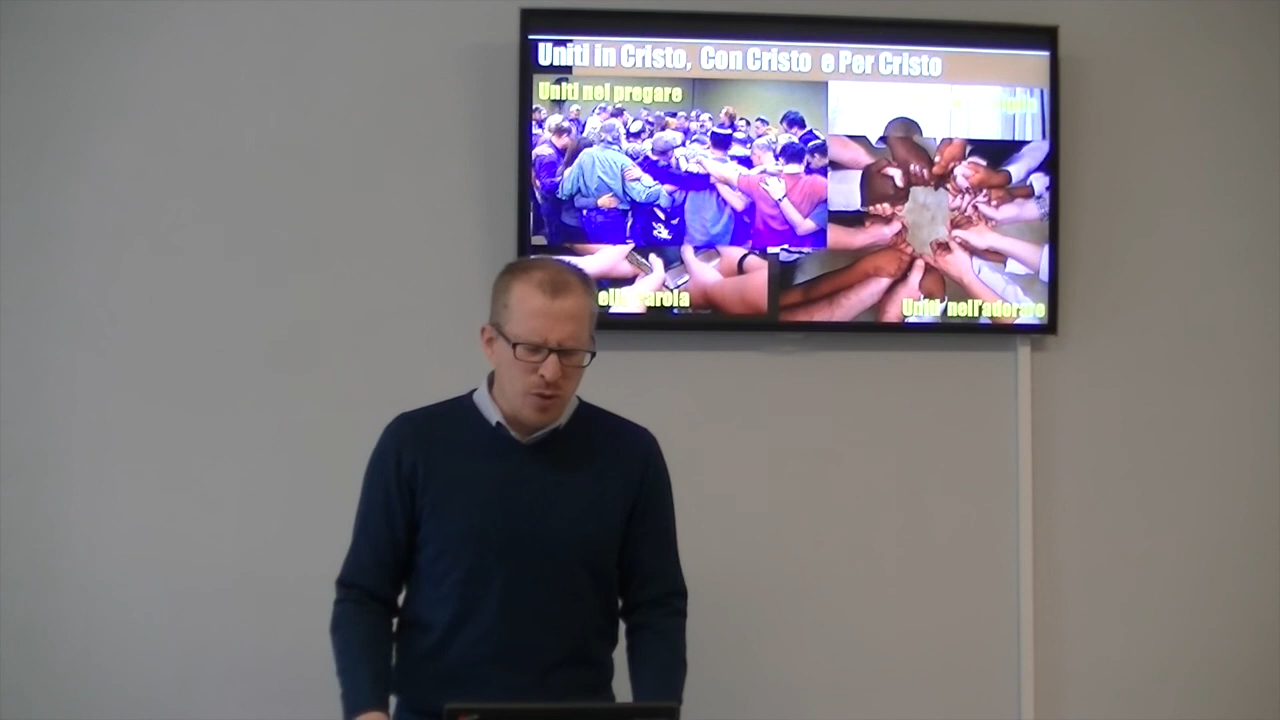 Uniti in Cristo, Con Cristo e Per Cristo
Uniti nel pregare
Uniti nell'adorare